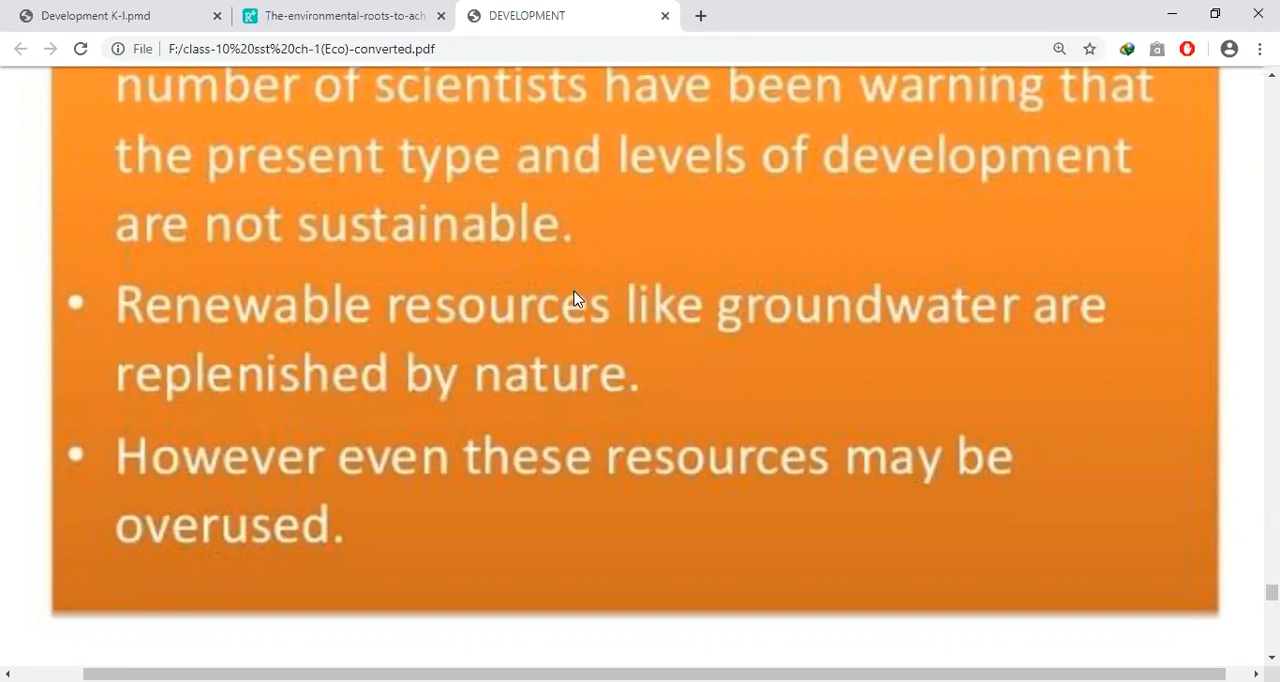 Development K-I.pmd
The-environmental-roots-to-ach
DEVELOPMENT
File
F:/class-10%20sst%20ch-1(Eco)-converted.pdf
number of scientists have been warning that
the present type and levels of development
are not sustainable.
• Renewable resources like groundwater are
replenished by nature.
• However even these resources may be
overused.